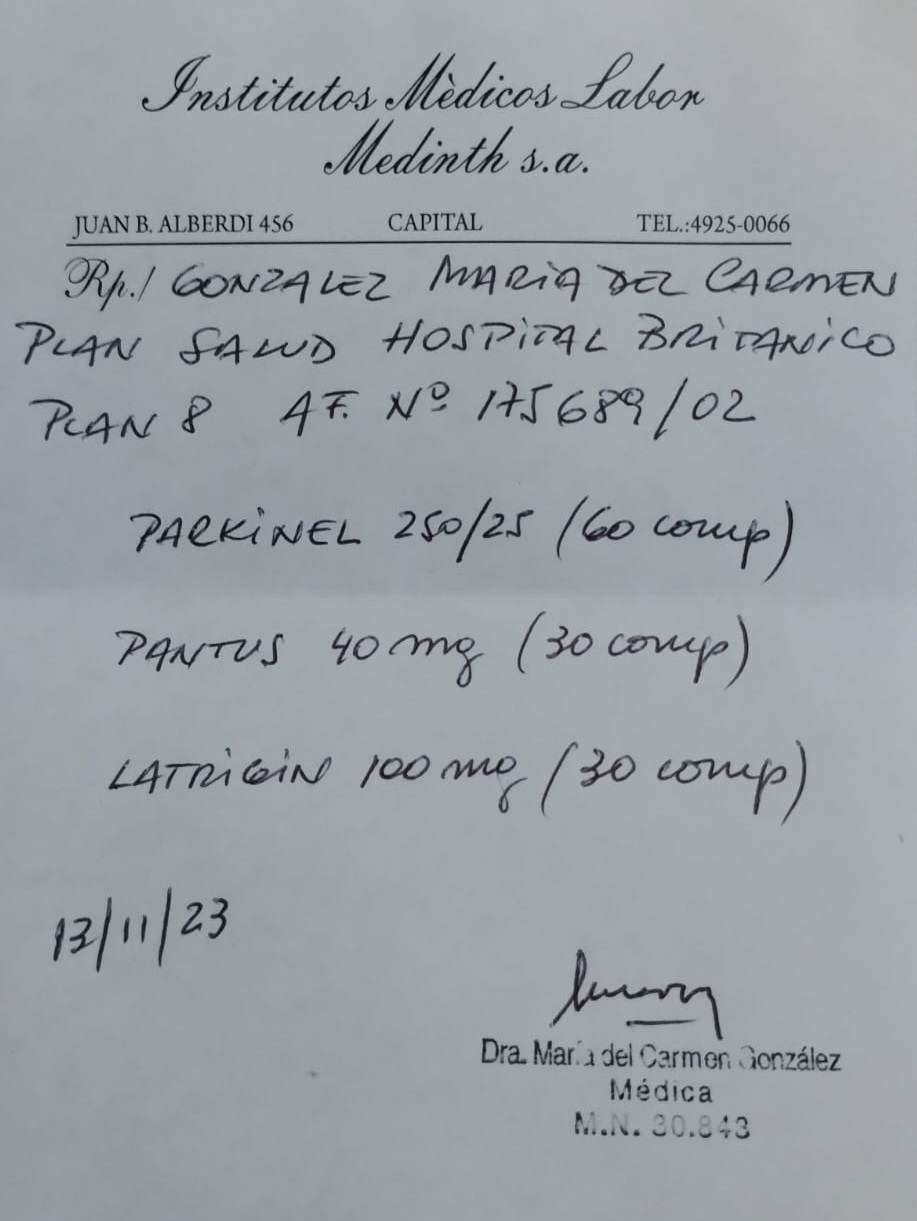 Institutos Mèdicos Labor
Medinth s.a.
JUAN B. ALBERDI 456 CAPITAL TEL.:4925-0066
Rp./ GONZALEZ MARIA DEL CARMEN
PLAN SALUD HOSPITAL BRITANICO
PLAN 8 AF. Nº 175689/02
PARKINEL 250/25 (60 comp)
PANTUS 40 mg (30 comp)
LATRIGIN 100 mg (30 comp)
13/11/23
Dra. María del Carmen González
Médica
M.N. 30.843